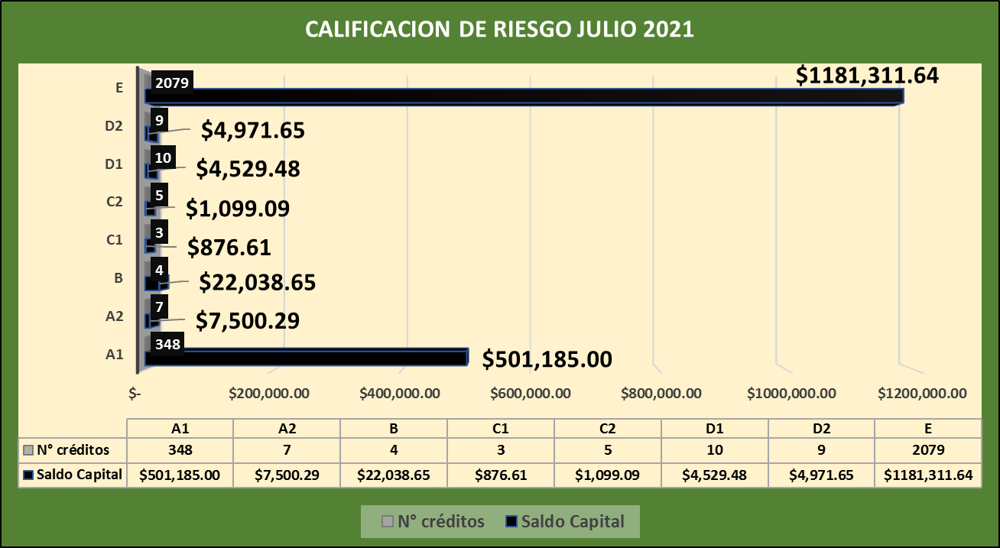 CALIFICACION DE RIESGO JULIO 2021
E 2079 $1181,311.64
D2 9 $4,971.65
D1 10 $4,529.48
C2 5 $1,099.09
C1 3 $876.61
B 4 $22,038.65
A2 7 $7,500.29
A1 348 $501,185.00
$- $200,000.00 $400,000.00 $600,000.00 $800,000.00 $1000,000.00 $1200,000.00
A1 A2 B C1 C2 D1 D2 E
N° créditos 348 7 4 3 5 10 9 2079
Saldo Capital $501,185.00 $7,500.29 $22,038.65 $876.61 $1,099.09 $4,529.48 $4,971.65 $1181,311.64
N° créditos Saldo Capital